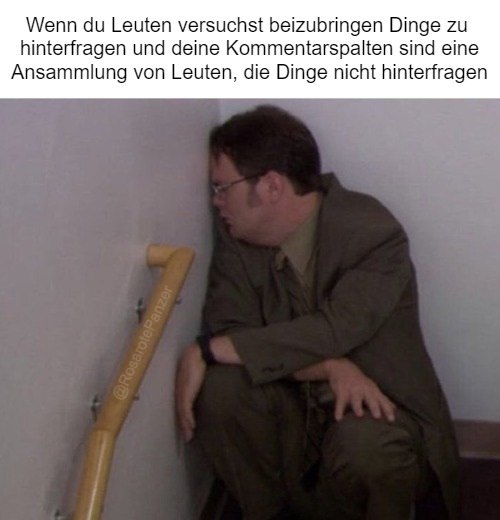 Wenn du Leuten versuchst beizubringen Dinge zu
hinterfragen und deine Kommentarspalten sind eine
Ansammlung von Leuten, die Dinge nicht hinterfragen
@RosarotePanzer